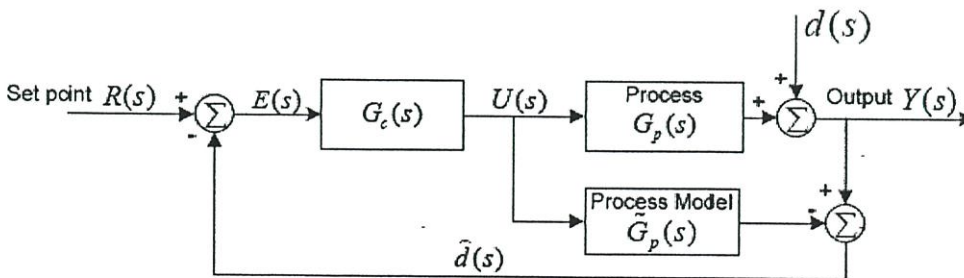 d(s)
Set point R(s) + E(s) G_c(s) U(s) Process G_p(s) + + Output Y(s)
Σ Σ
-
+
Process Model G̃_p(s) - Σ
d̂(s)